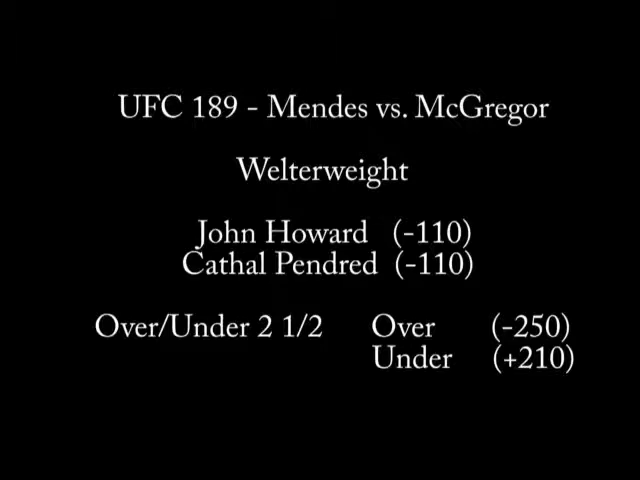 UFC 189 - Mendes vs. McGregor
Welterweight
John Howard (-110)
Cathal Pendred (-110)
Over/Under 2 1/2 Over (-250)
Under (+210)